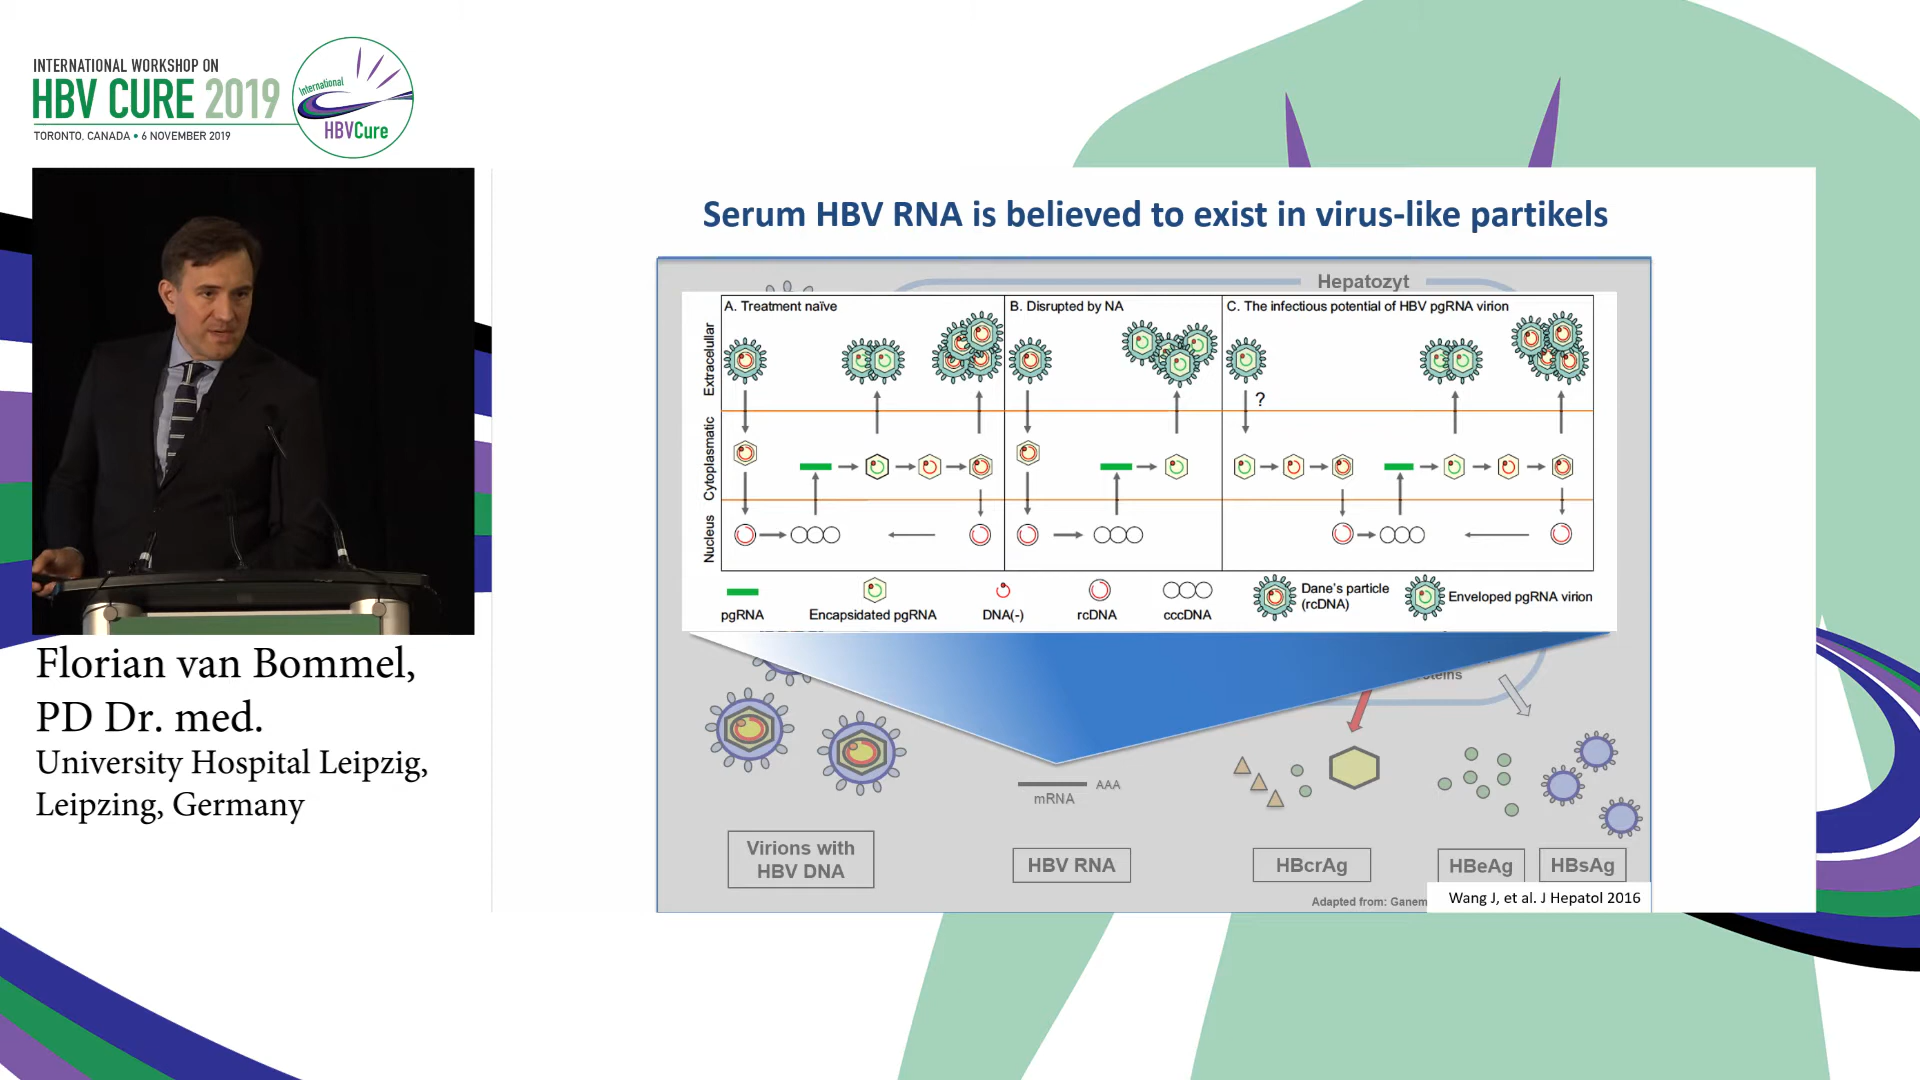 INTERNATIONAL WORKSHOP ON
HBV CURE 2019
TORONTO, CANADA • 6 NOVEMBER 2019
International
HBVCure
Florian van Bommel,
PD Dr. med.
University Hospital Leipzig,
Leipzing, Germany
Serum HBV RNA is believed to exist in virus-like partikels
Hepatozyt
A. Treatment naïve
B. Disrupted by NA
C. The infectious potential of HBV pgRNA virion
Extracelullar
?
Cytoplasmatic
Nucleus
pgRNA
Encapsidated pgRNA
DNA(-)
rcDNA
cccDNA
Dane's particle
(rcDNA)
Enveloped pgRNA virion
mRNA
AAA
Virions with
HBV DNA
HBV RNA
HBcrAg
HBeAg
HBsAg
Adapted from: Ganem
Wang J, et al. J Hepatol 2016